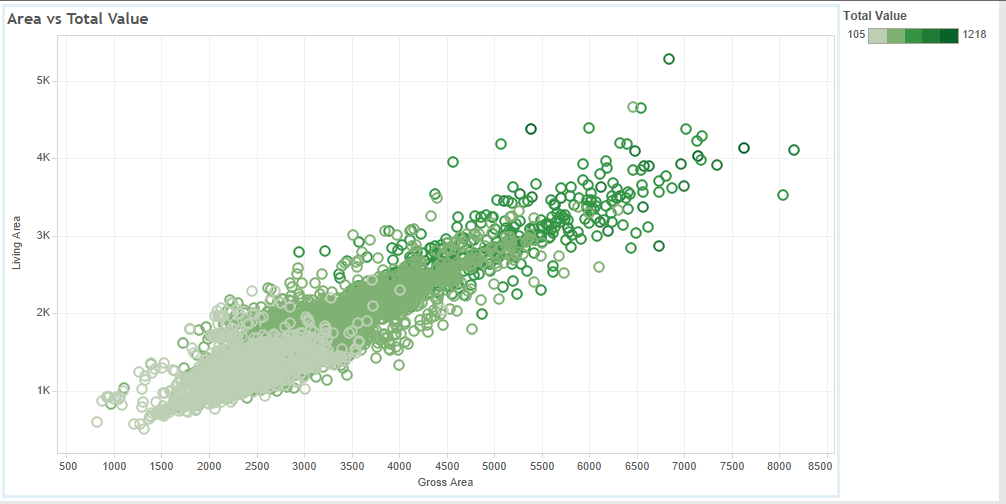 Area vs Total Value
Total Value
105 1218
Living Area
5K
4K
3K
2K
1K
500 1000 1500 2000 2500 3000 3500 4000 4500 5000 5500 6000 6500 7000 7500 8000 8500
Gross Area